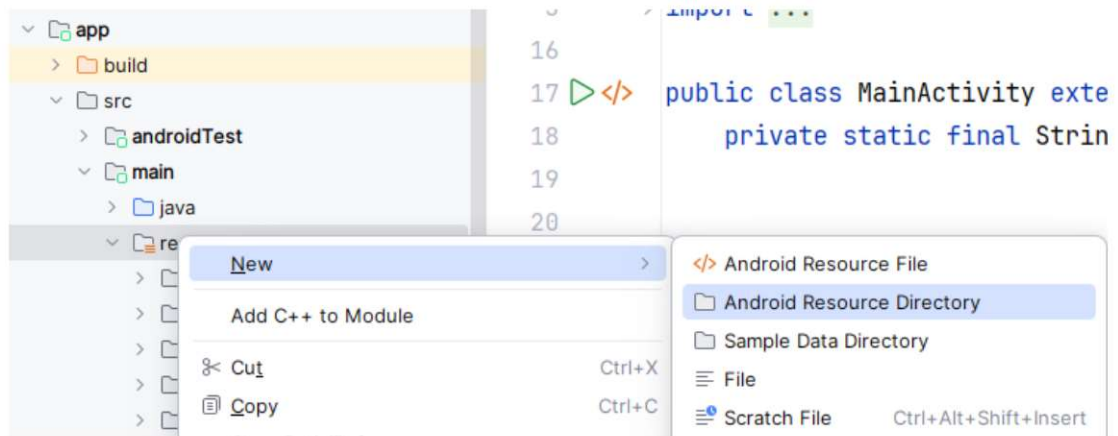 app
build
src
androidTest
main
java
re
import ...
16
17 </> public class MainActivity exte
18 private static final Strin
19
20
New
Add C++ to Module
Cut Ctrl+X
Copy Ctrl+C
</> Android Resource File
Android Resource Directory
Sample Data Directory
File
Scratch File Ctrl+Alt+Shift+Insert